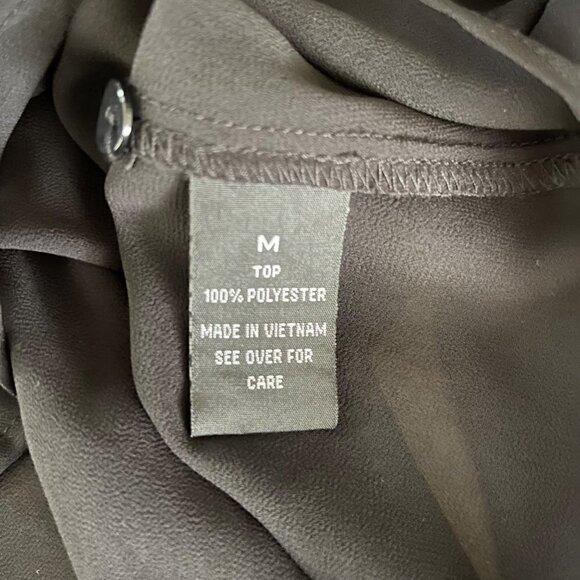 M
TOP
100% POLYESTER
MADE IN VIETNAM
SEE OVER FOR
CARE